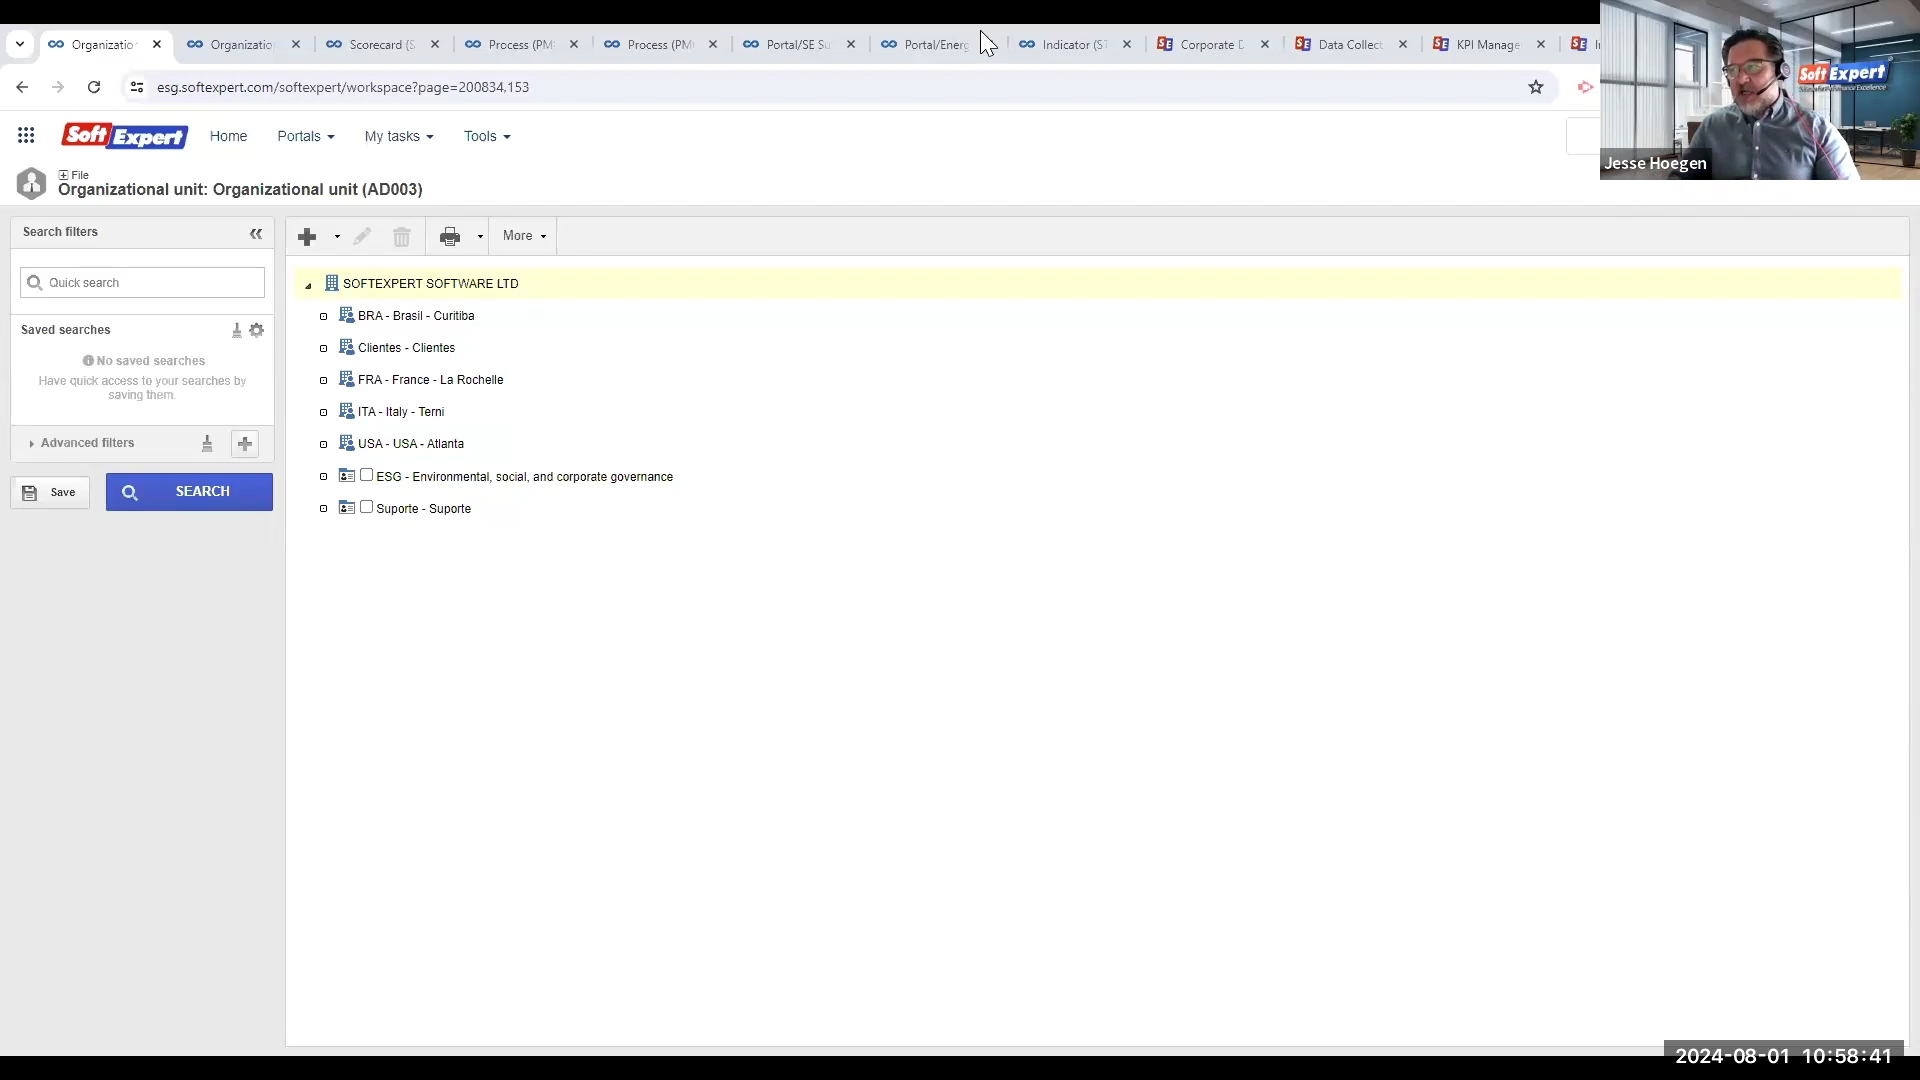 Organizatio
Organizatio
Scorecard (S
Process (PM
Process (PM
Portal/SE Su
Portal/Energ
Indicator (ST
Corporate D
Data Collect
KPI Manage
esg.softexpert.com/softexpert/workspace?page=200834,153
Soft Expert
Home
Portals
My tasks
Tools
File
Organizational unit: Organizational unit (AD003)
Search filters
Quick search
Saved searches
No saved searches
Have quick access to your searches by
saving them.
Advanced filters
Save
SEARCH
More
SOFTEXPERT SOFTWARE LTD
BRA - Brasil - Curitiba
Clientes - Clientes
FRA - France - La Rochelle
ITA - Italy - Terni
USA - USA - Atlanta
ESG - Environmental, social, and corporate governance
Suporte - Suporte
SoftExpert
Jesse Hoegen
2024-08-01 10:58:41